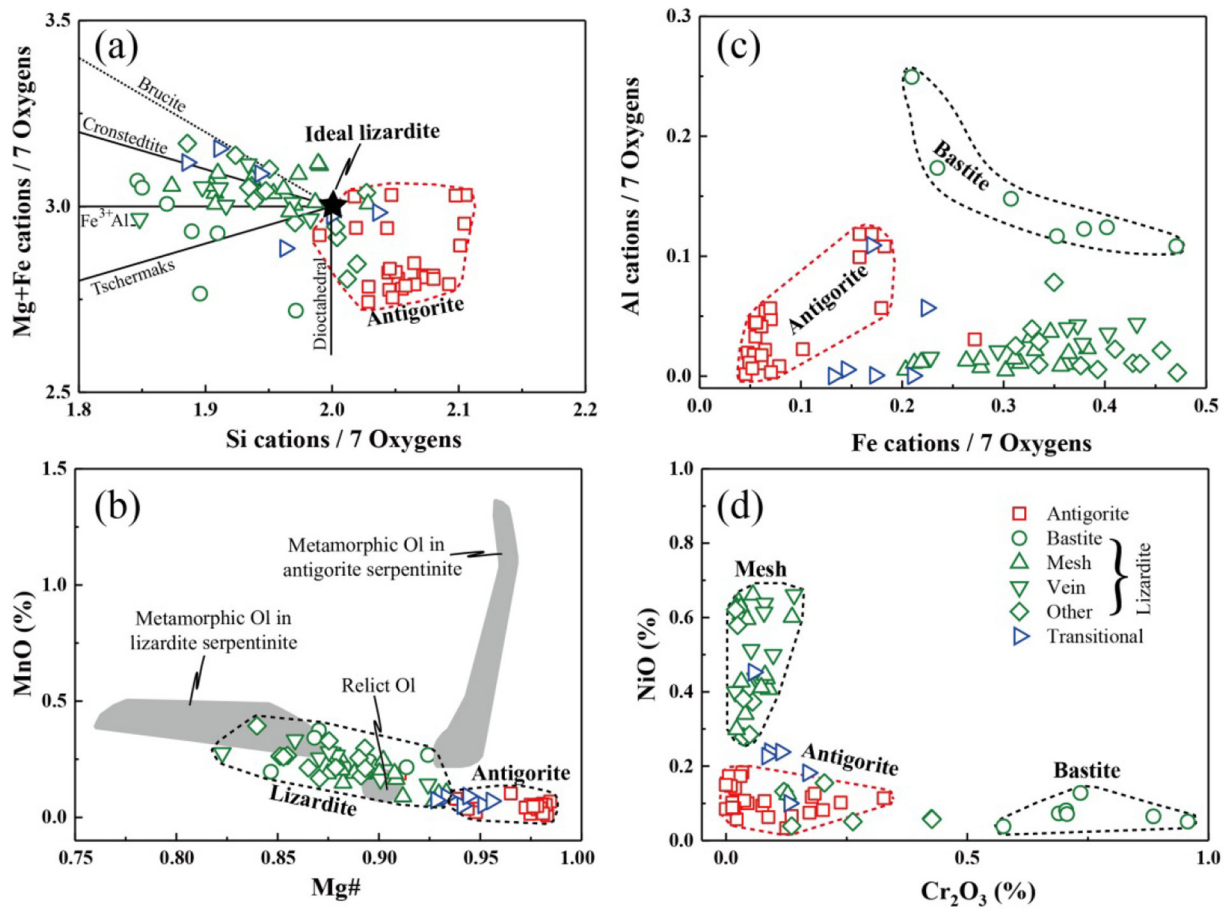 (a)
3.5
3.0
2.5
Mg+Fe cations / 7 Oxygens
Brucite
Cronstedtite
Fe³⁺Al
Tschermaks
Ideal lizardite
Dioctahedral
Antigorite
1.8
1.9
2.0
2.1
2.2
Si cations / 7 Oxygens
(c)
0.3
0.2
0.1
0.0
Al cations / 7 Oxygens
Bastite
Antigorite
0.0
0.1
0.2
0.3
0.4
0.5
Fe cations / 7 Oxygens
(b)
1.5
1.0
0.5
0.0
MnO (%)
Metamorphic Ol in
antigorite serpentinite
Metamorphic Ol in
lizardite serpentinite
Relict Ol
Lizardite
Antigorite
0.75
0.80
0.85
0.90
0.95
1.00
Mg#
(d)
1.0
0.8
0.6
0.4
0.2
0.0
NiO (%)
Antigorite
Bastite
Mesh
Vein
Other
Lizardite
Transitional
Mesh
Antigorite
Bastite
0.0
0.5
1.0
Cr₂O₃ (%)